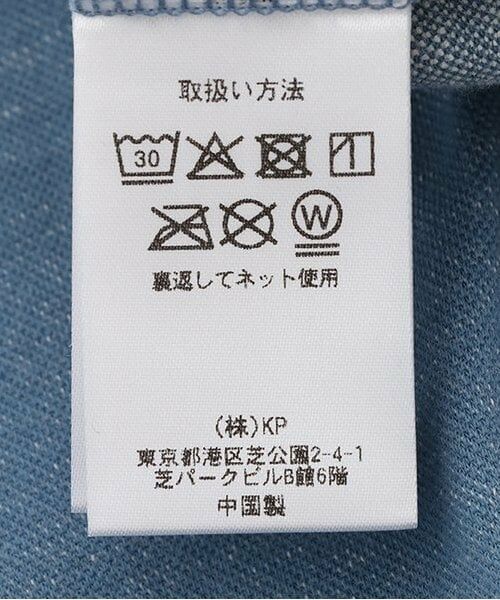 取扱い方法
30
W
裏返してネット使用
(株)KP
東京都港区芝公園2-4-1
芝パークビルB館6階
中国製